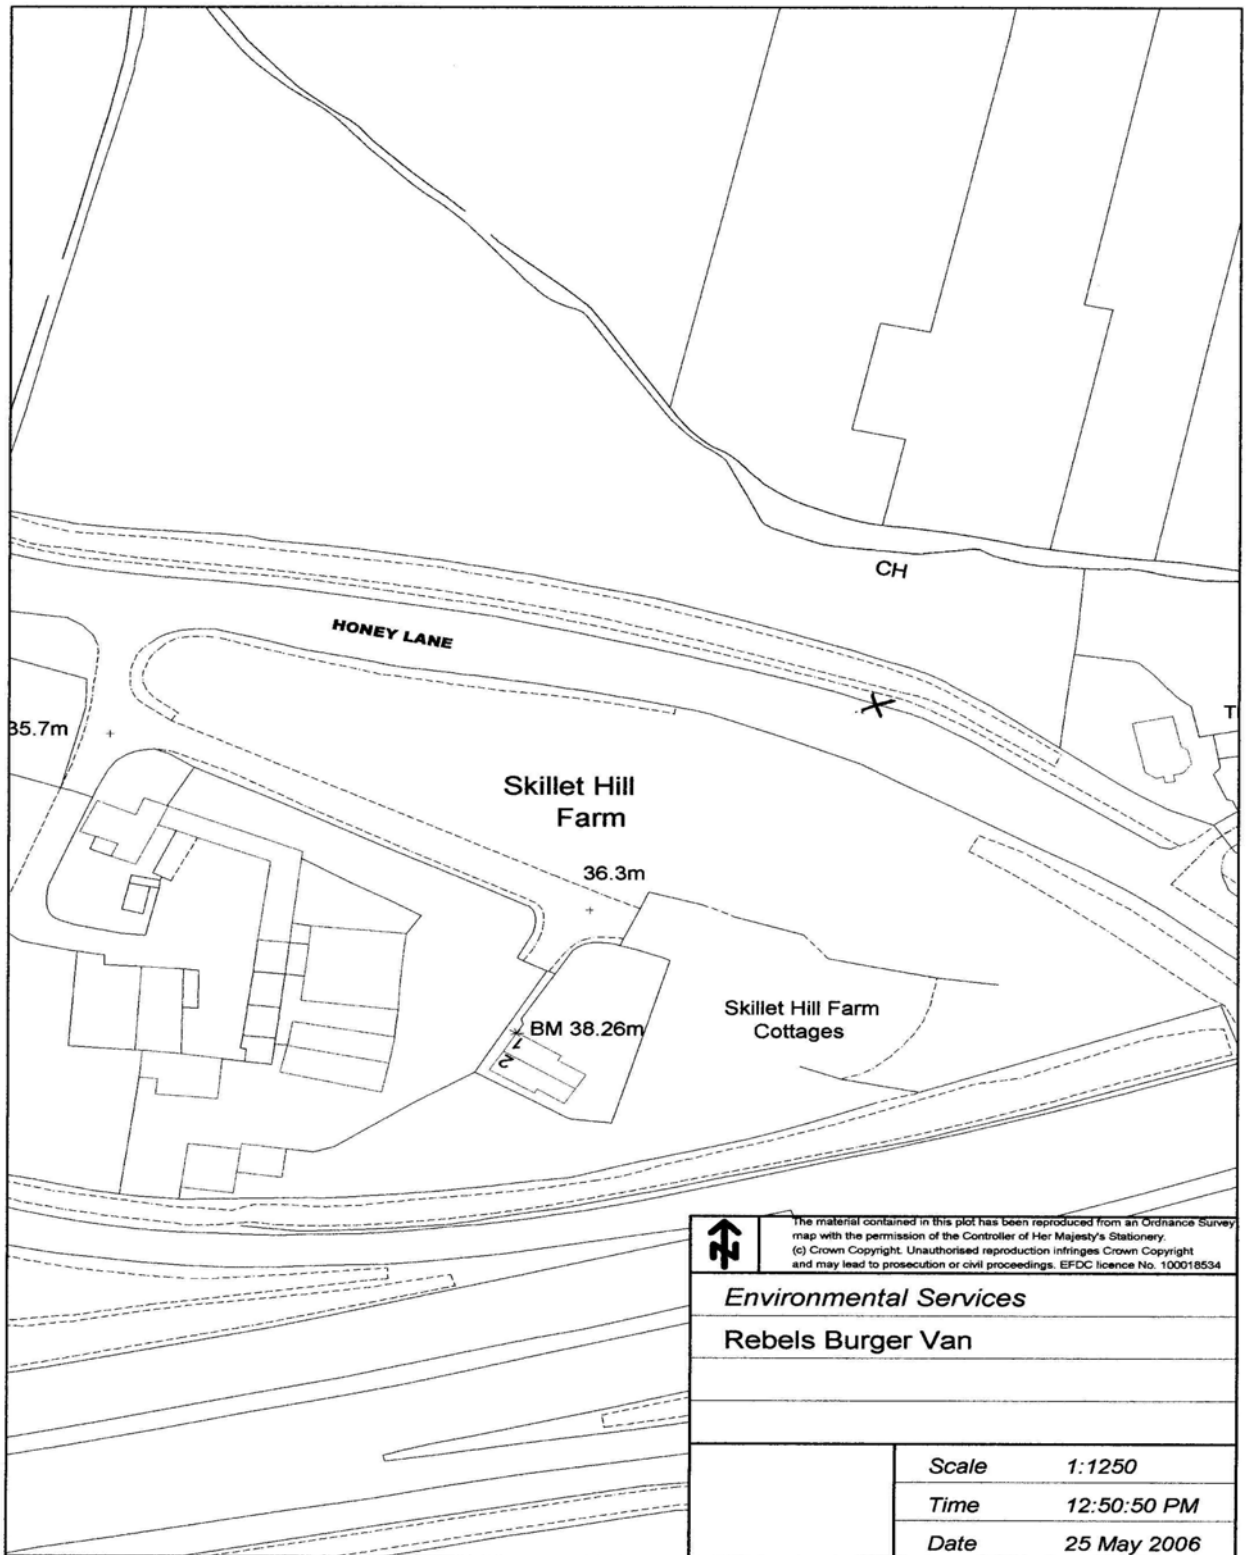 CH
HONEY LANE
T
35.7m
Skillet Hill
Farm
36.3m
Skillet Hill Farm
Cottages
BM 38.26m
1
2
N
The material contained in this plot has been reproduced from an Ordnance Survey
map with the permission of the Controller of Her Majesty's Stationery.
(c) Crown Copyright. Unauthorised reproduction infringes Crown Copyright
and may lead to prosecution or civil proceedings. EFDC licence No. 100018534
Environmental Services
Rebels Burger Van
Scale 1:1250
Time 12:50:50 PM
Date 25 May 2006